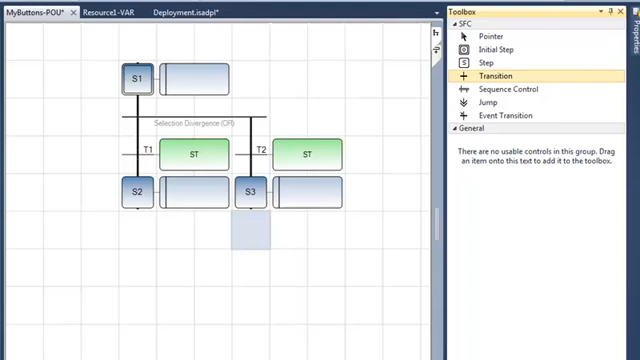 MyButtons-POU*
Resource1-VAR
Deployment.isadpl*
S1
Selection Divergence (OR)
T1
ST
T2
ST
S2
S3
Toolbox
SFC
Pointer
Initial Step
S
Step
Transition
Sequence Control
Jump
Event Transition
General
There are no usable controls in this group. Drag
an item onto this text to add it to the toolbox.
Properties